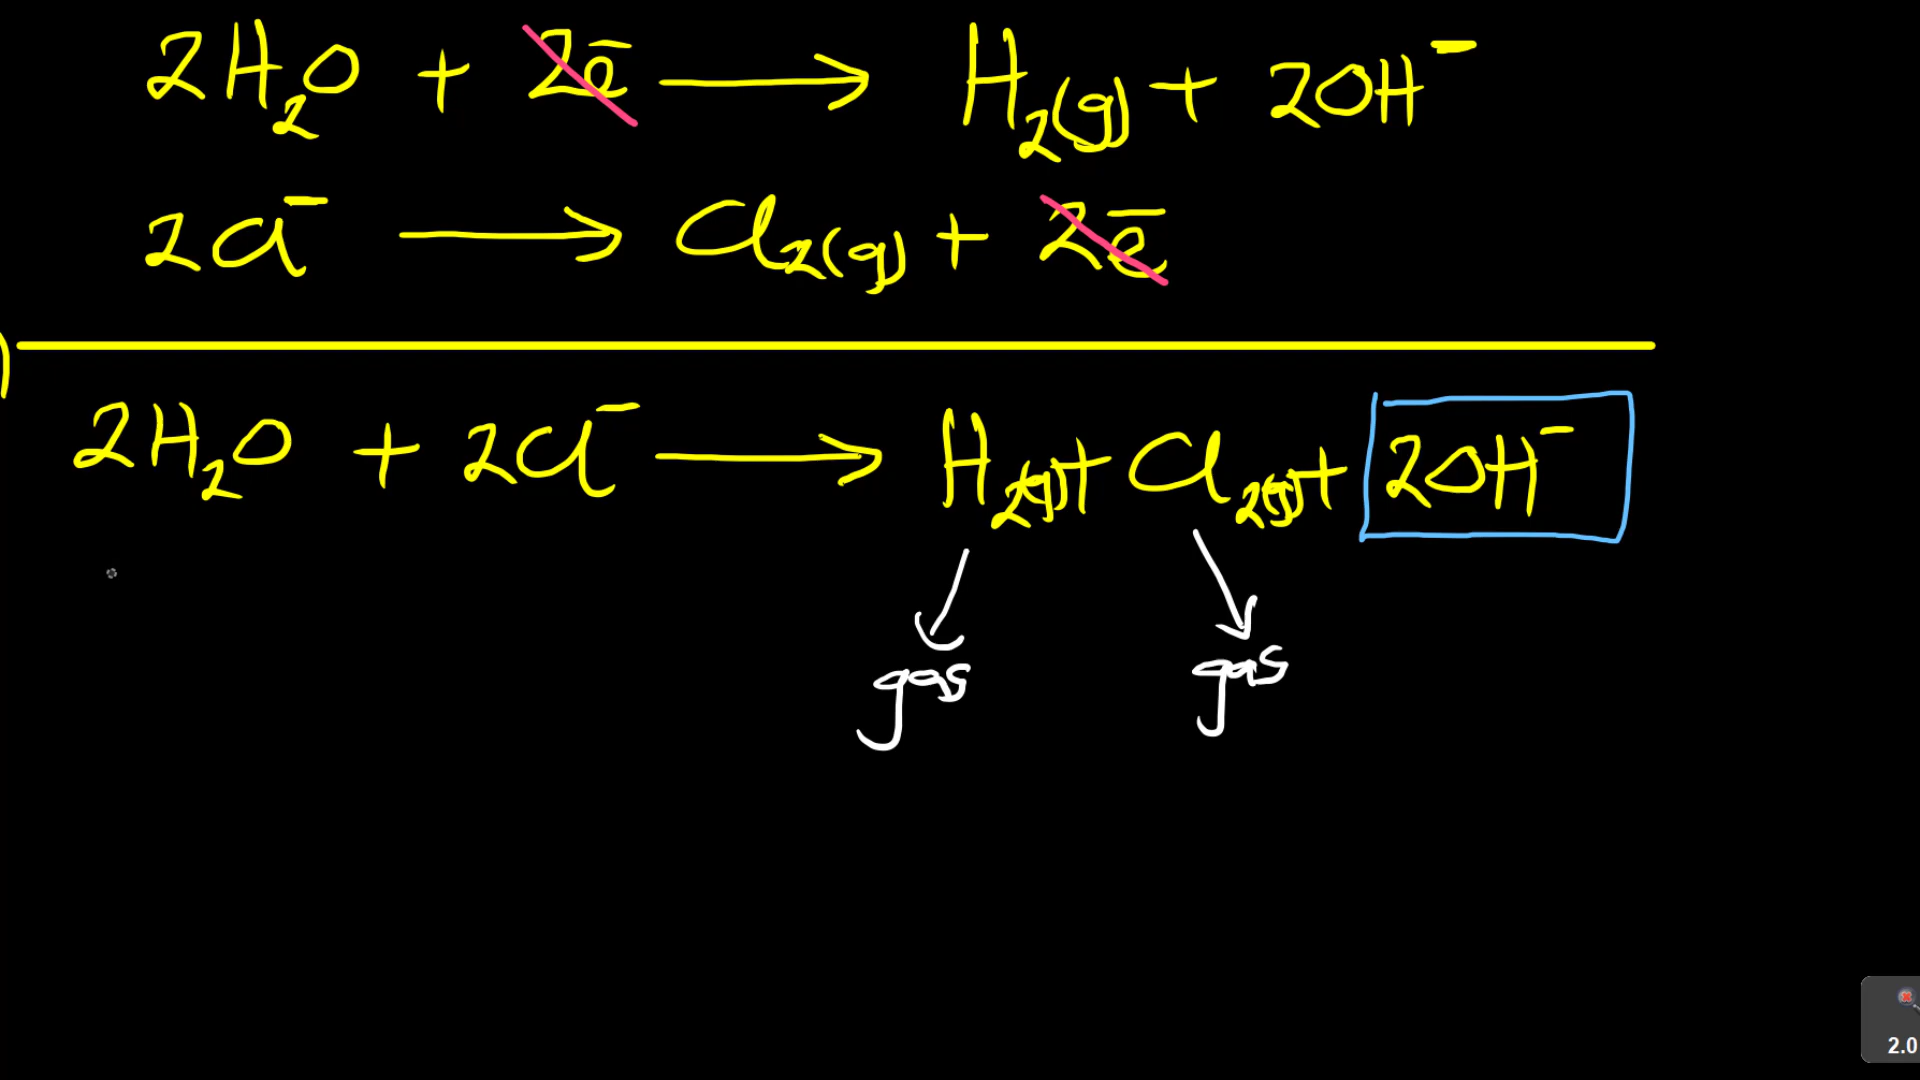 2H₂O + 2e⁻ ⟶ H₂(g) + 2OH⁻
2Cl⁻ ⟶ Cl₂(g) + 2e⁻
)
2H₂O + 2Cl⁻ ⟶ H₂(g) + Cl₂(g) + 2OH⁻
gas gas
2.0